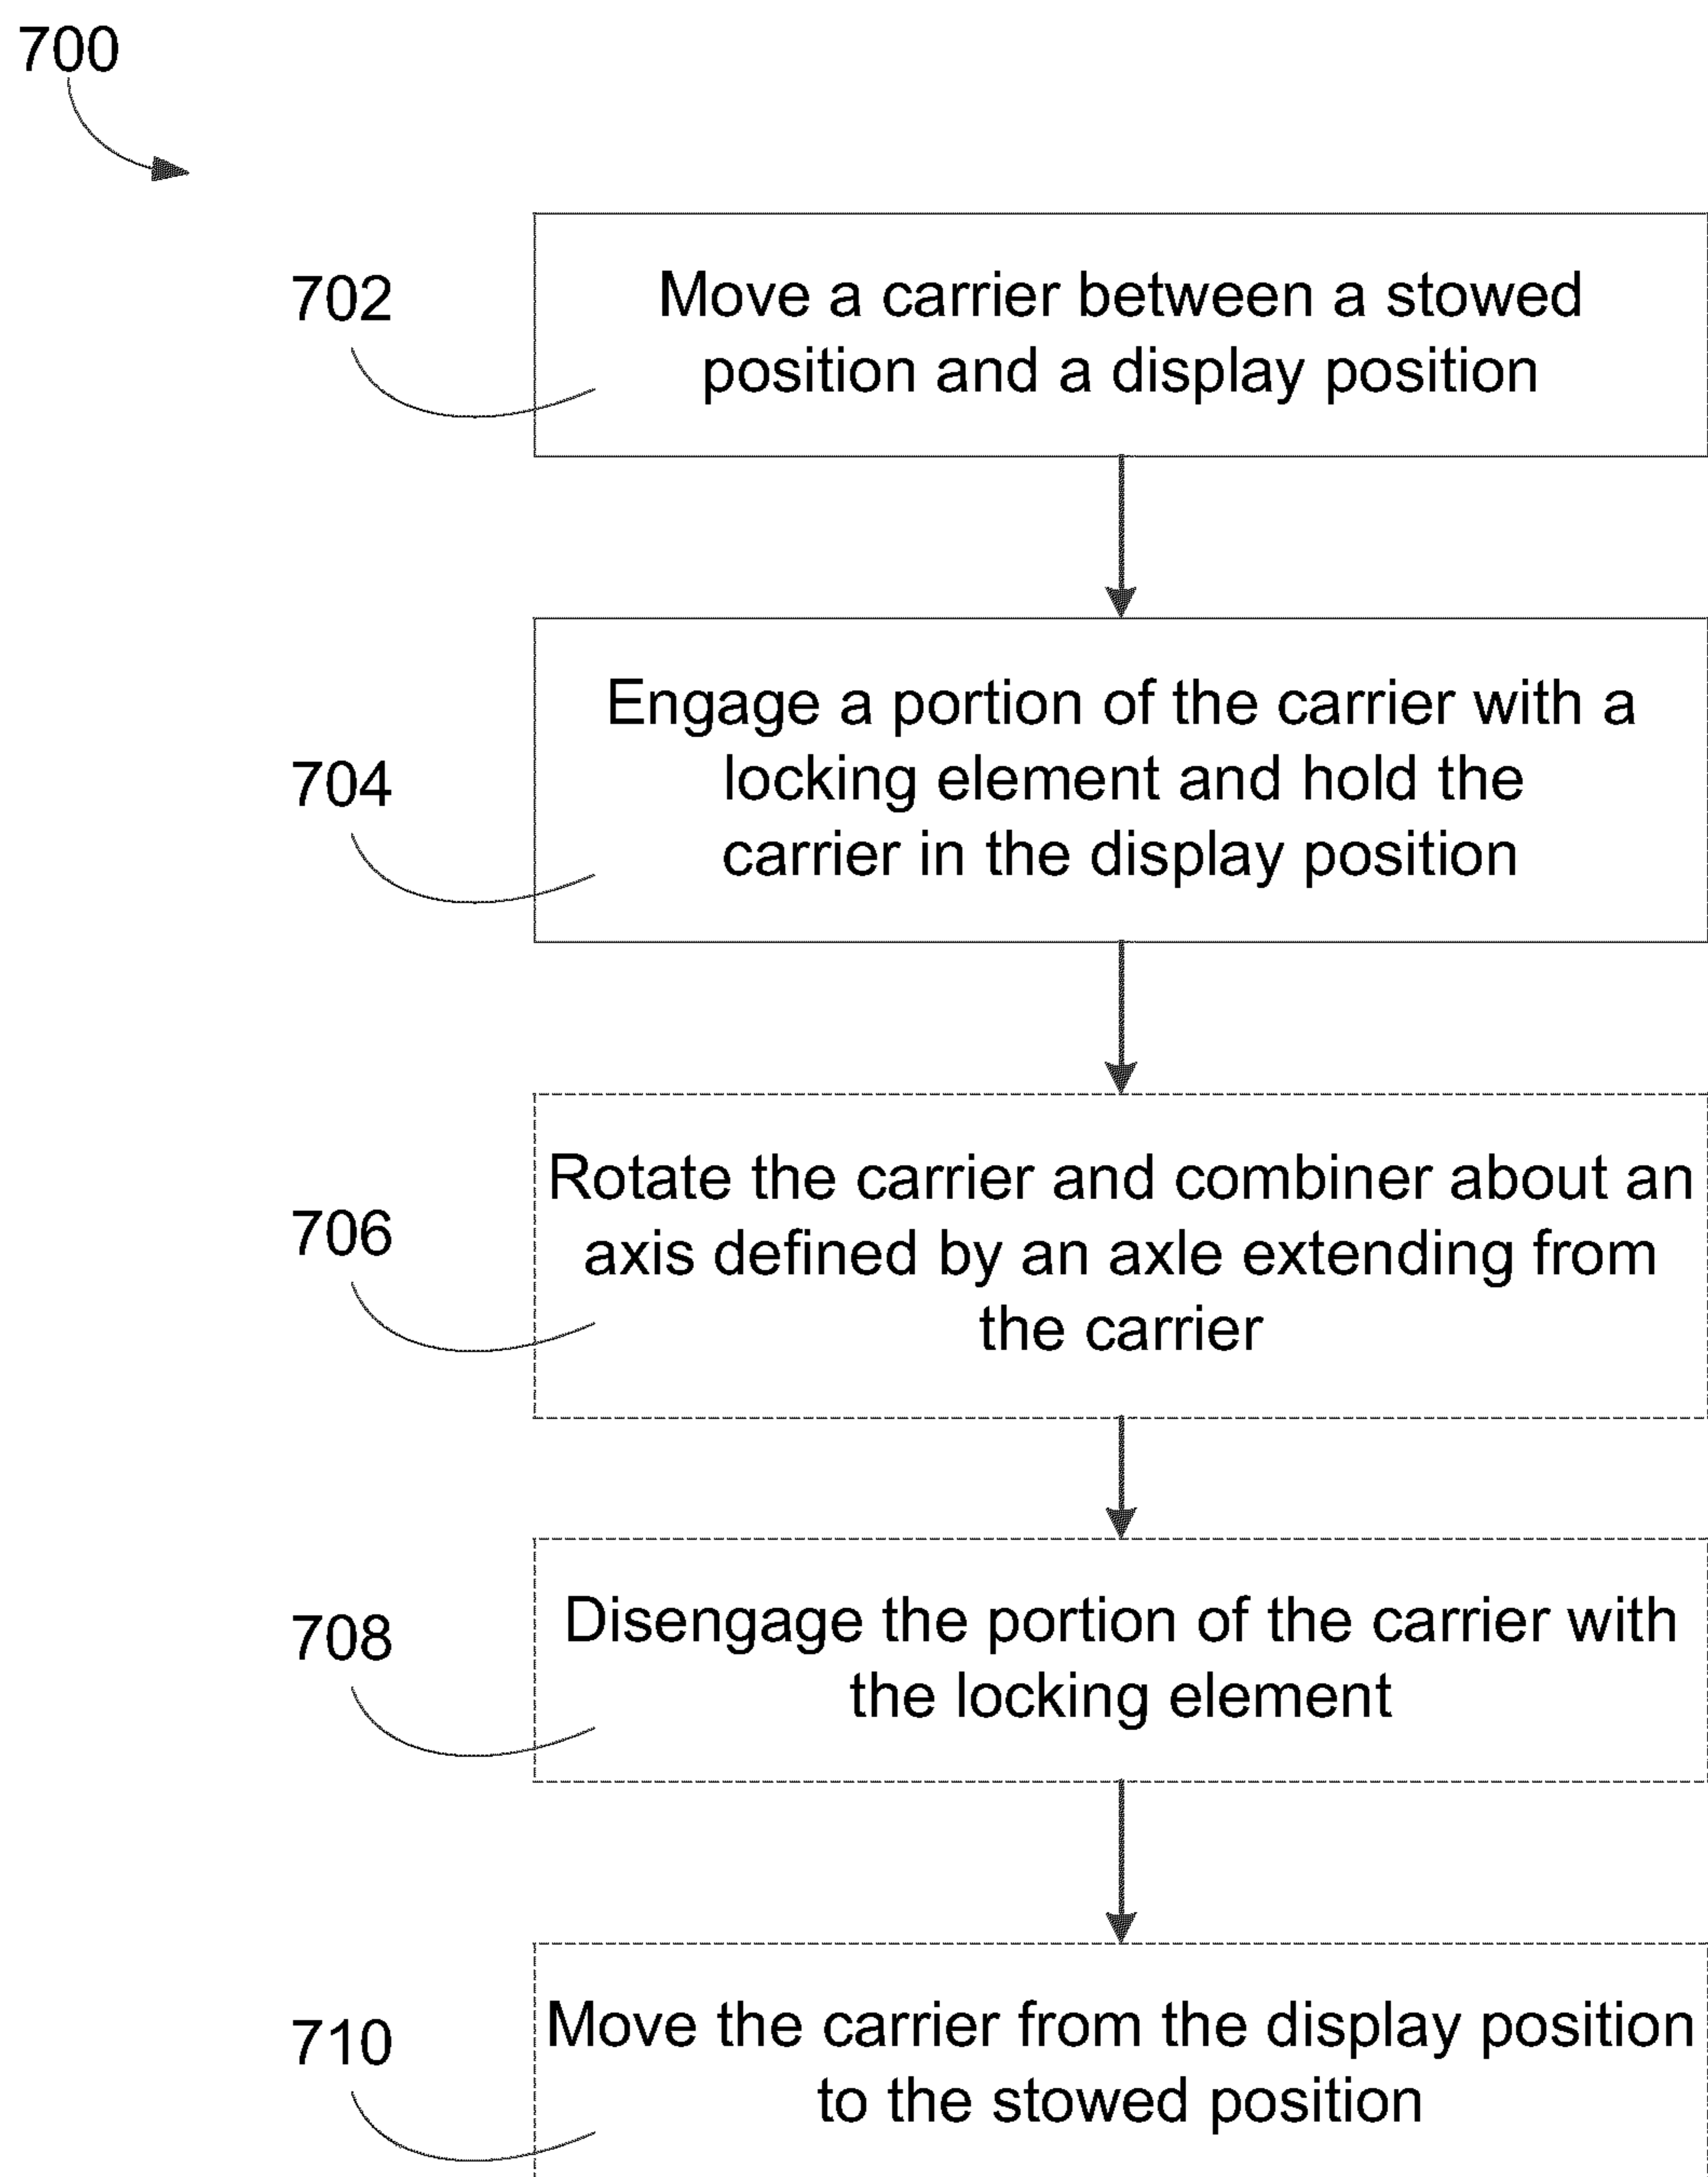 700
702
Move a carrier between a stowed
position and a display position
704
Engage a portion of the carrier with a
locking element and hold the
carrier in the display position
706
Rotate the carrier and combiner about an
axis defined by an axle extending from
the carrier
708
Disengage the portion of the carrier with
the locking element
710
Move the carrier from the display position
to the stowed position